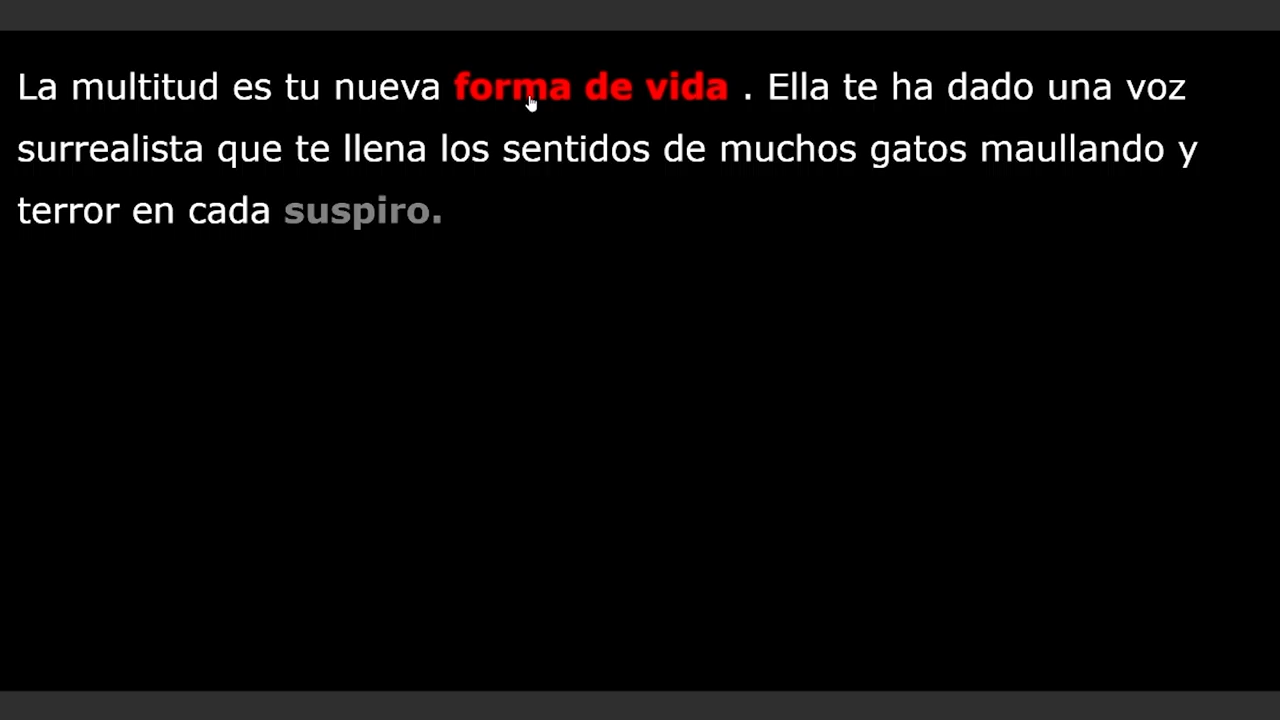 La multitud es tu nueva forma de vida . Ella te ha dado una voz
surrealista que te llena los sentidos de muchos gatos maullando y
terror en cada suspiro.